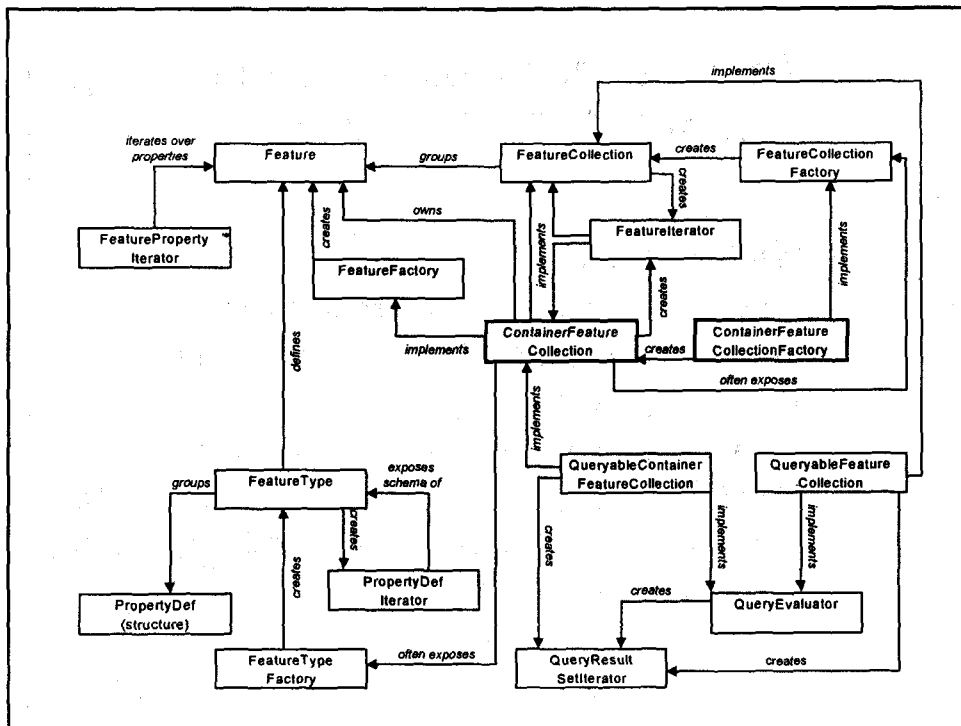 implements
iterates over
properties
Feature
groups
FeatureCollection
creates
FeatureCollection
Factory
creates
owns
creates
FeatureProperty
Iterator
FeatureIterator
implements
FeatureFactory
implements
creates
implements
ContainerFeature
Collection
creates
ContainerFeature
CollectionFactory
defines
often exposes
implements
FeatureType
groups
exposes
schema of
QueryableContainer
FeatureCollection
QueryableFeature
Collection
creates
creates
creates
implements
implements
PropertyDef
(structure)
PropertyDef
Iterator
creates
QueryEvaluator
FeatureType
Factory
often exposes
QueryResult
SetIterator
creates